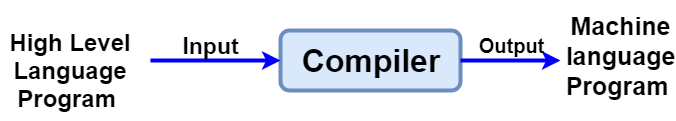 High Level
Language
Program
Input
Compiler
Output
Machine
language
Program